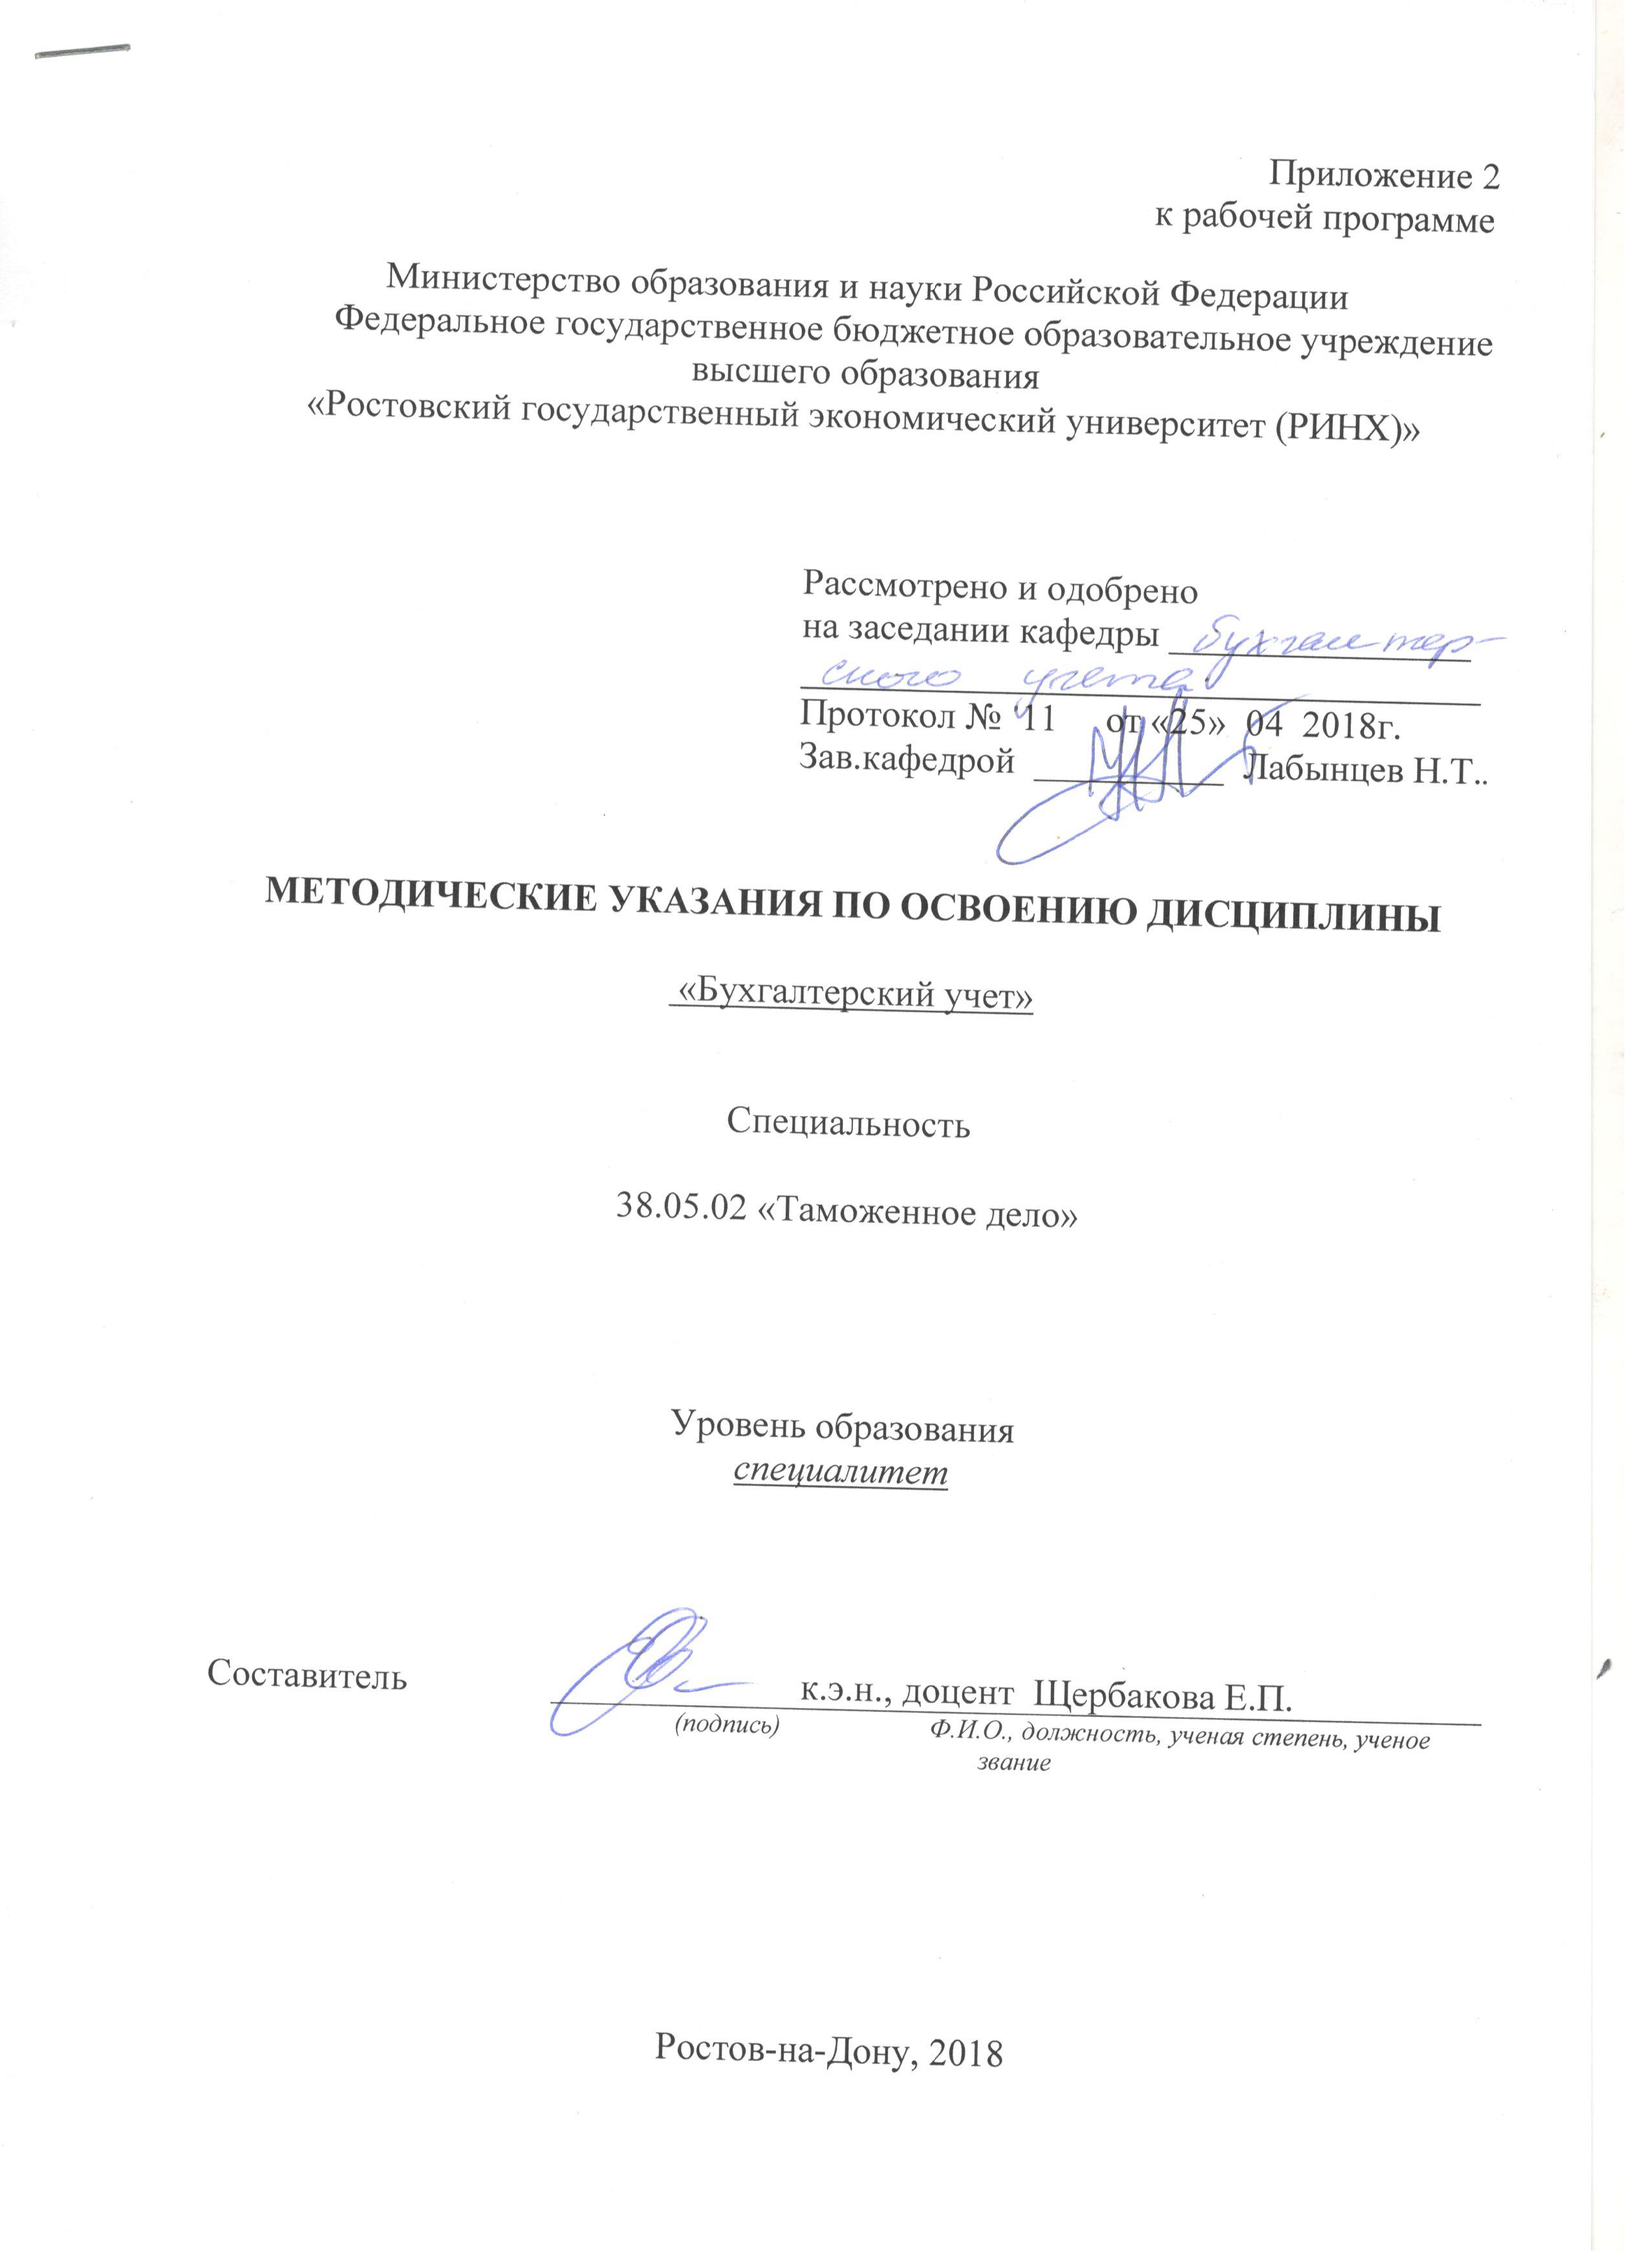 Приложение 2
к рабочей программе
Министерство образования и науки Российской Федерации
Федеральное государственное бюджетное образовательное учреждение
высшего образования
«Ростовский государственный экономический университет (РИНХ)»
Рассмотрено и одобрено
на заседании кафедры бухгалтер-
ского учета
Протокол № 11 от «25» 04 2018г.
Зав.кафедрой Лабынцев Н.Т..
МЕТОДИЧЕСКИЕ УКАЗАНИЯ ПО ОСВОЕНИЮ ДИСЦИПЛИНЫ
«Бухгалтерский учет»
Специальность
38.05.02 «Таможенное дело»
Уровень образования
специалитет
Составитель к.э.н., доцент Щербакова Е.П.
(подпись) Ф.И.О., должность, ученая степень, ученое
звание
Ростов-на-Дону, 2018